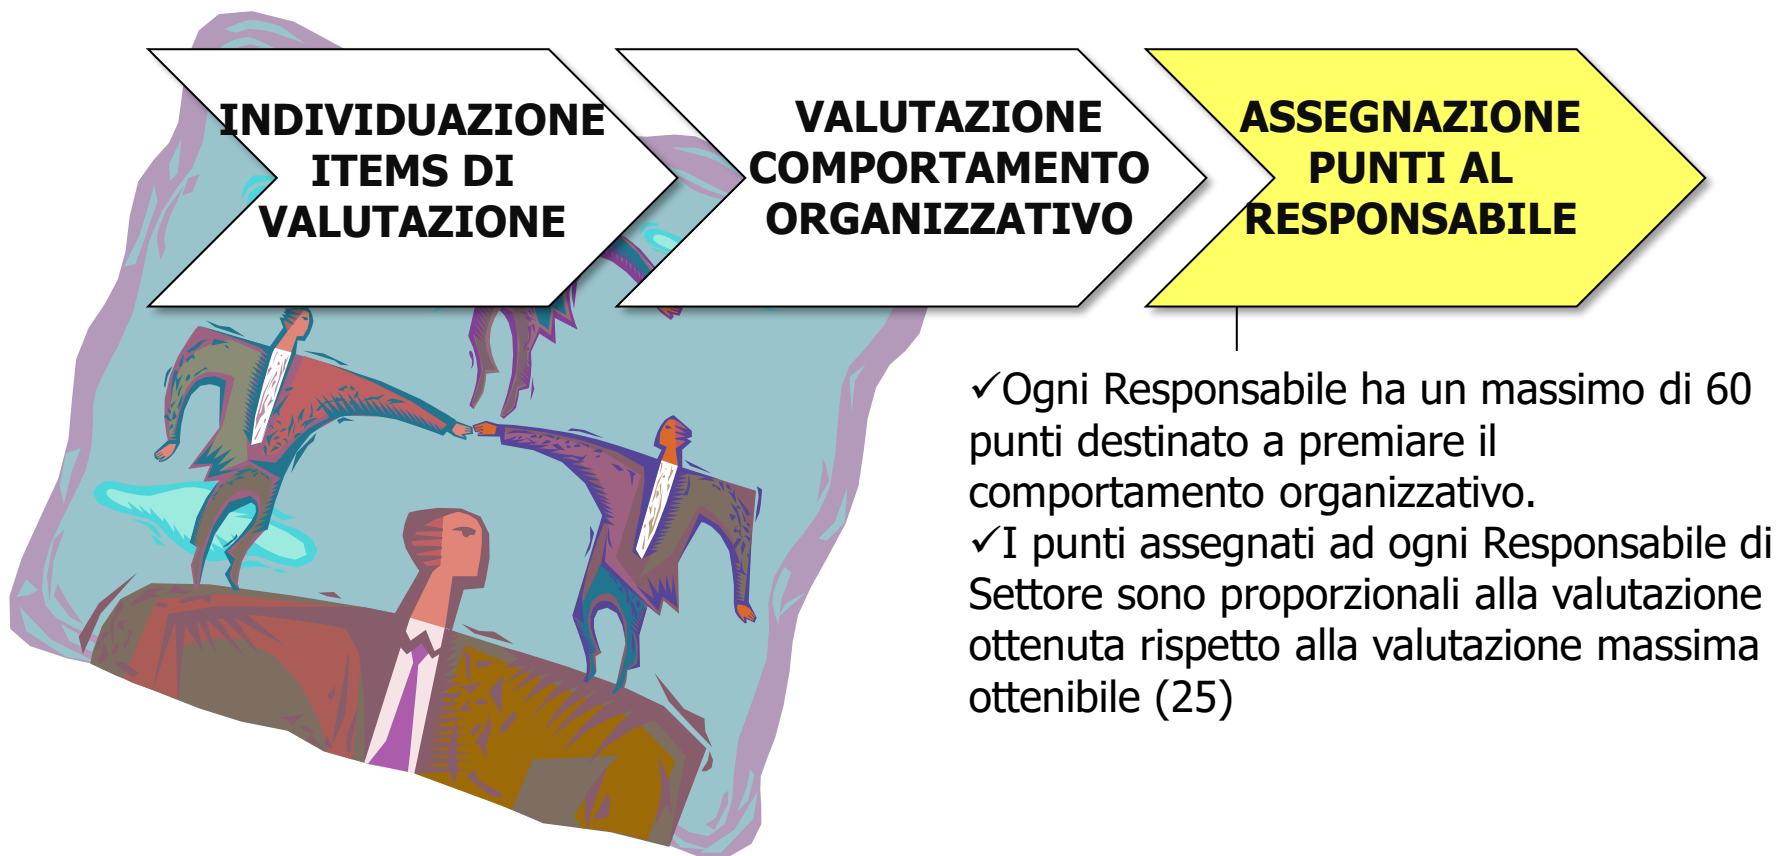 INDIVIDUAZIONE
ITEMS DI
VALUTAZIONE
VALUTAZIONE
COMPORTAMENTO
ORGANIZZATIVO
ASSEGNAZIONE
PUNTI AL
RESPONSABILE
✓Ogni Responsabile ha un massimo di 60
punti destinato a premiare il
comportamento organizzativo.
✓I punti assegnati ad ogni Responsabile di
Settore sono proporzionali alla valutazione
ottenuta rispetto alla valutazione massima
ottenibile (25)